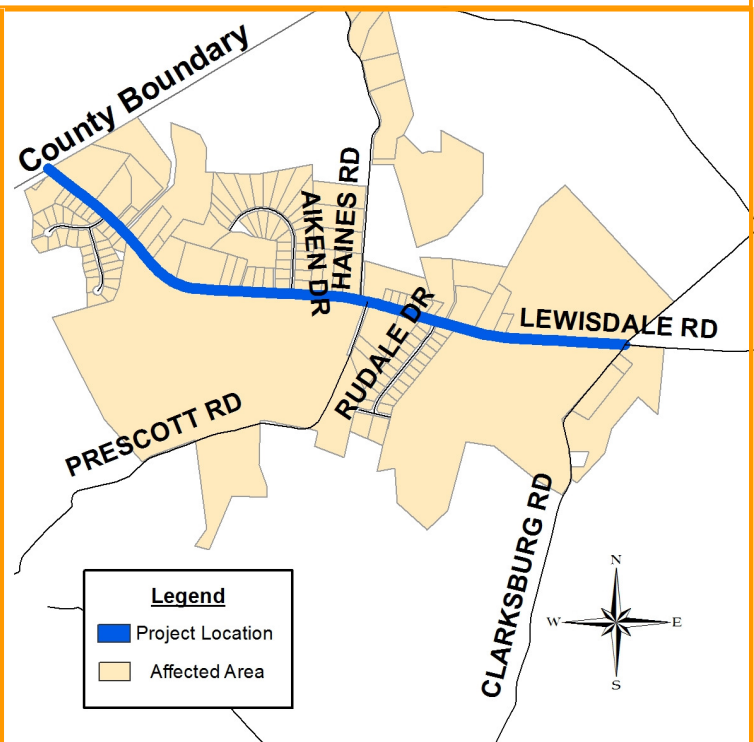 County Boundary
AIKEN DR
HAINES RD
RUDALE DR
LEWISDALE RD
PRESCOTT RD
CLARKSBURG RD
Legend
Project Location
Affected Area
N
W E
S